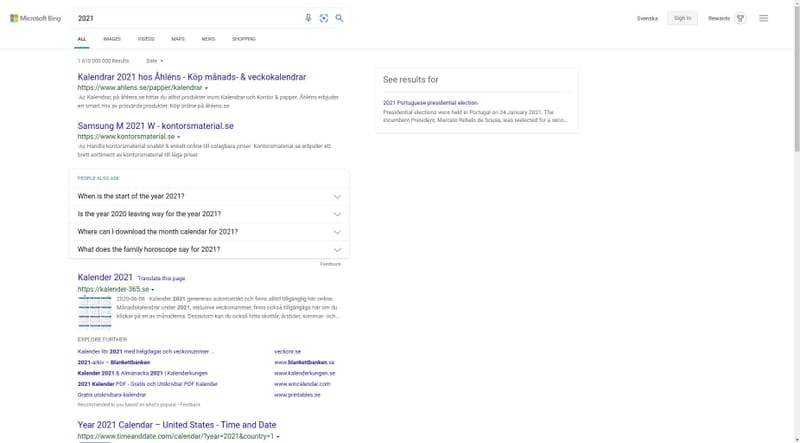 Microsoft Bing
2021
Svenska
Sign in
Rewards
ALL IMAGES VIDEOS MAPS NEWS SHOPPING
1 610 000 000 Results Date
Kalendrar 2021 hos Åhléns - Köp månads- & veckokalendrar
https://www.ahlens.se/papper/kalendrar
Ad Kalendrar, på åhlens.se hittar du alltid produkter inom Kalendrar och Kontor & papper. Åhléns erbjuder
en smart mix av prisvärda produkter. Köp online på åhlens.se
Samsung M 2021 W - kontorsmaterial.se
https://www.kontorsmaterial.se
Ad Handla kontorsmaterial snabbt & enkelt online till oslagbara priser. Kontorsmaterial.se erbjuder ett
brett sortiment av kontorsmaterial till låga priser
PEOPLE ALSO ASK
When is the start of the year 2021?
Is the year 2020 leaving way for the year 2021?
Where can I download the month calendar for 2021?
What does the family horoscope say for 2021?
Feedback
Kalender 2021 Translate this page
https://kalender-365.se
2020-06-08 · Kalender 2021 genereras automatiskt och finns alltid tillgänglig här online.
Månadskalendrar under 2021, inklusive veckonummer, finns också tillgängliga här om du
klickar på en av månaderna. Dessutom kan du också hitta skottår, årstider, sommar- och...
EXPLORE FURTHER
Kalender för 2021 med helgdagar och veckonummer ... veckonr.se
2021-arkiv – Blankettbanken www.blankettbanken.se
Kalender 2021 & Almanacka 2021 | Kalenderkungen www.kalenderkungen.se
2021 Kalender PDF - Gratis och Utskrivbar PDF Kalender www.wincalendar.com
Gratis utskrivbara kalendrar www.printables.se
Recommended to you based on what's popular • Feedback
Year 2021 Calendar – United States - Time and Date
https://www.timeanddate.com/calendar/?year=2021&country=1
See results for
2021 Portuguese presidential election
Presidential elections were held in Portugal on 24 January 2021. The
incumbent President, Marcelo Rebelo de Sousa, was reelected for a seco...